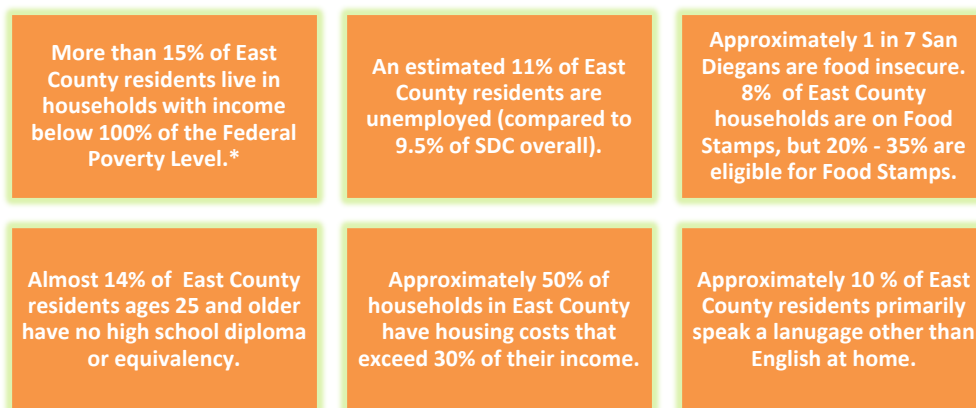 More than 15% of East
County residents live in
households with income
below 100% of the Federal
Poverty Level.*
An estimated 11% of East
County residents are
unemployed (compared to
9.5% of SDC overall).
Approximately 1 in 7 San
Diegans are food insecure.
8% of East County
households are on Food
Stamps, but 20% - 35% are
eligible for Food Stamps.
Almost 14% of East County
residents ages 25 and older
have no high school diploma
or equivalency.
Approximately 50% of
households in East County
have housing costs that
exceed 30% of their income.
Approximately 10 % of East
County residents primarily
speak a lanugage other than
English at home.